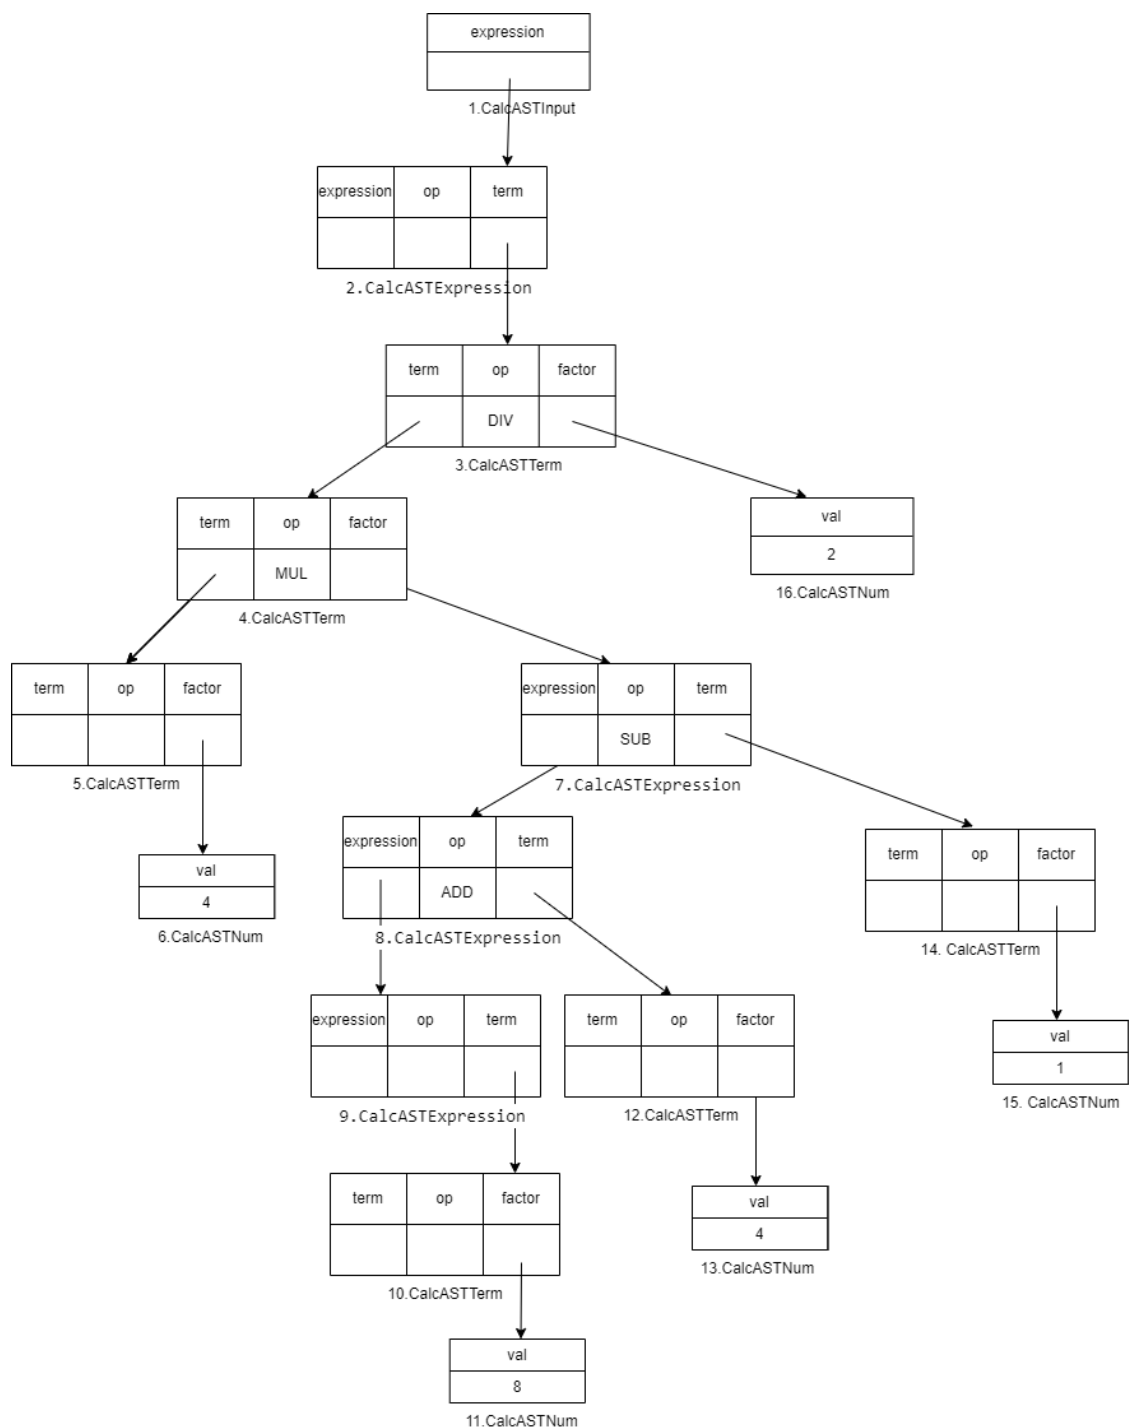 expression
1.CalcASTInput
expression op term
2.CalcASTExpression
term op factor
DIV
3.CalcASTTerm
term op factor
MUL
4.CalcASTTerm
val
2
16.CalcASTNum
term op factor
5.CalcASTTerm
expression op term
SUB
7.CalcASTExpression
val
4
6.CalcASTNum
expression op term
ADD
8.CalcASTExpression
term op factor
14. CalcASTTerm
expression op term
9.CalcASTExpression
term op factor
12.CalcASTTerm
val
1
15. CalcASTNum
term op factor
10.CalcASTTerm
val
4
13.CalcASTNum
val
8
11.CalcASTNum